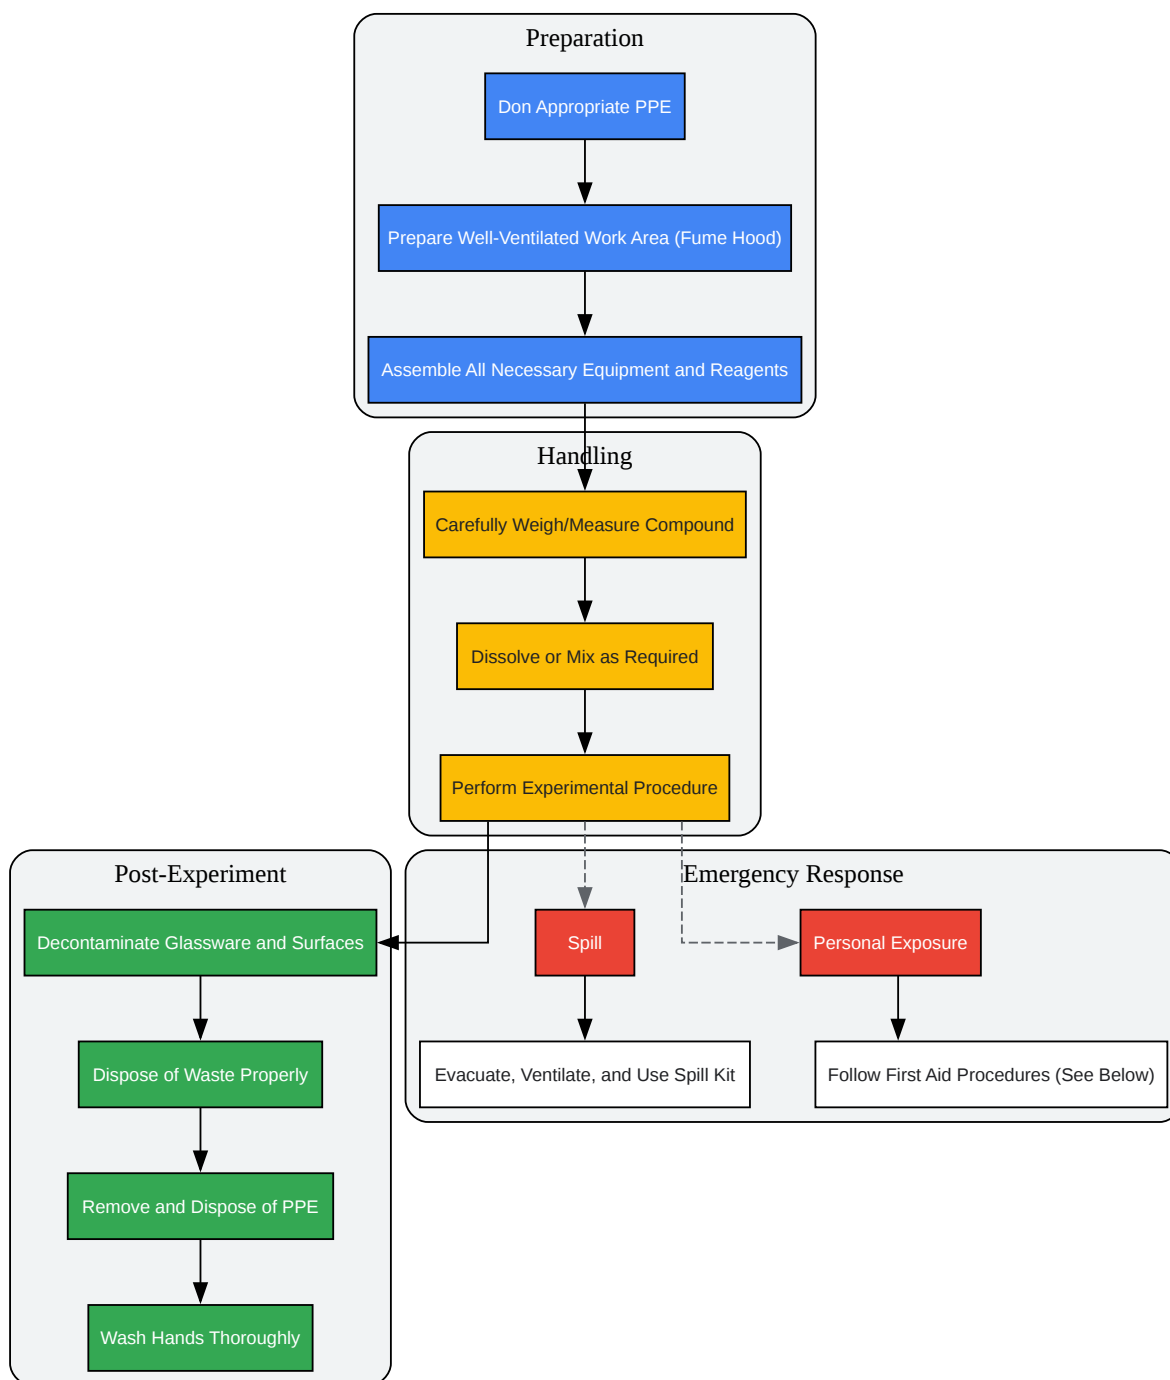 Preparation
Don Appropriate PPE
Prepare Well-Ventilated Work Area (Fume Hood)
Assemble All Necessary Equipment and Reagents
Handling
Carefully Weigh/Measure Compound
Dissolve or Mix as Required
Perform Experimental Procedure
Post-Experiment
Decontaminate Glassware and Surfaces
Dispose of Waste Properly
Remove and Dispose of PPE
Wash Hands Thoroughly
Emergency Response
Spill
Personal Exposure
Evacuate, Ventilate, and Use Spill Kit
Follow First Aid Procedures (See Below)